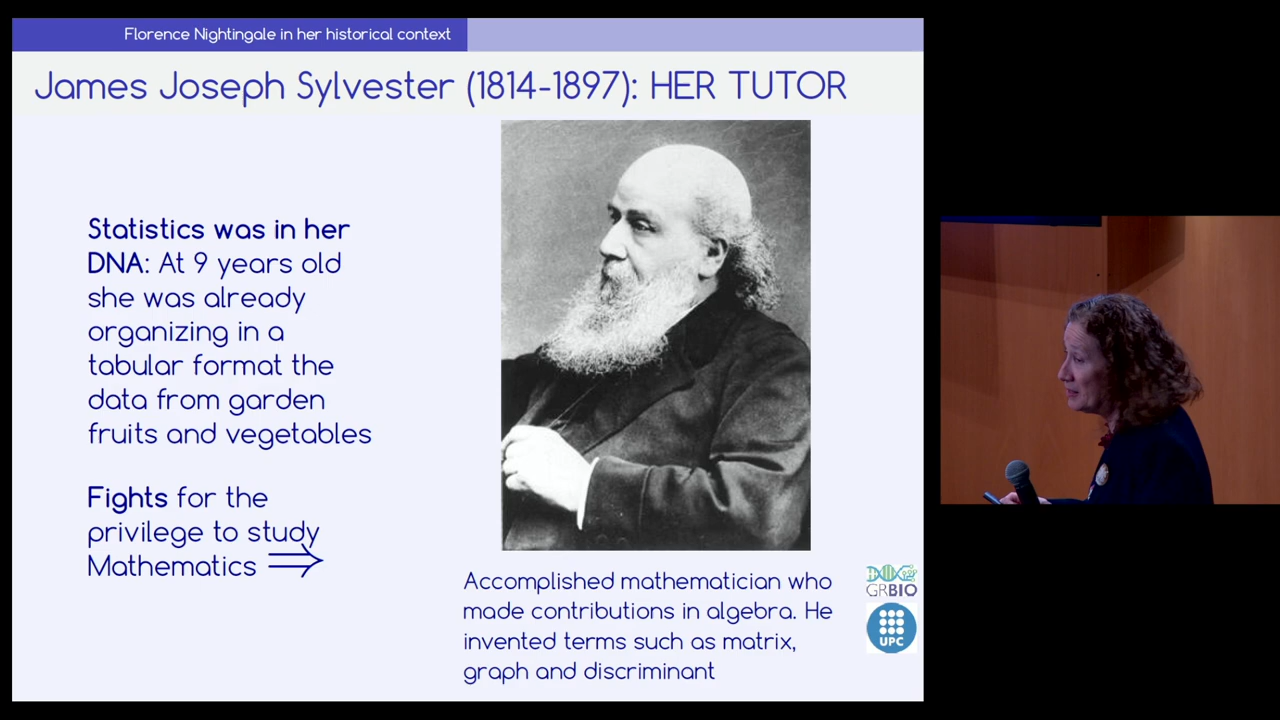 Florence Nightingale in her historical context
James Joseph Sylvester (1814-1897): HER TUTOR
Statistics was in her
DNA: At 9 years old
she was already
organizing in a
tabular format the
data from garden
fruits and vegetables
Fights for the
privilege to study
Mathematics ⇒
Accomplished mathematician who
made contributions in algebra. He
invented terms such as matrix,
graph and discriminant
GRBIO
UPC